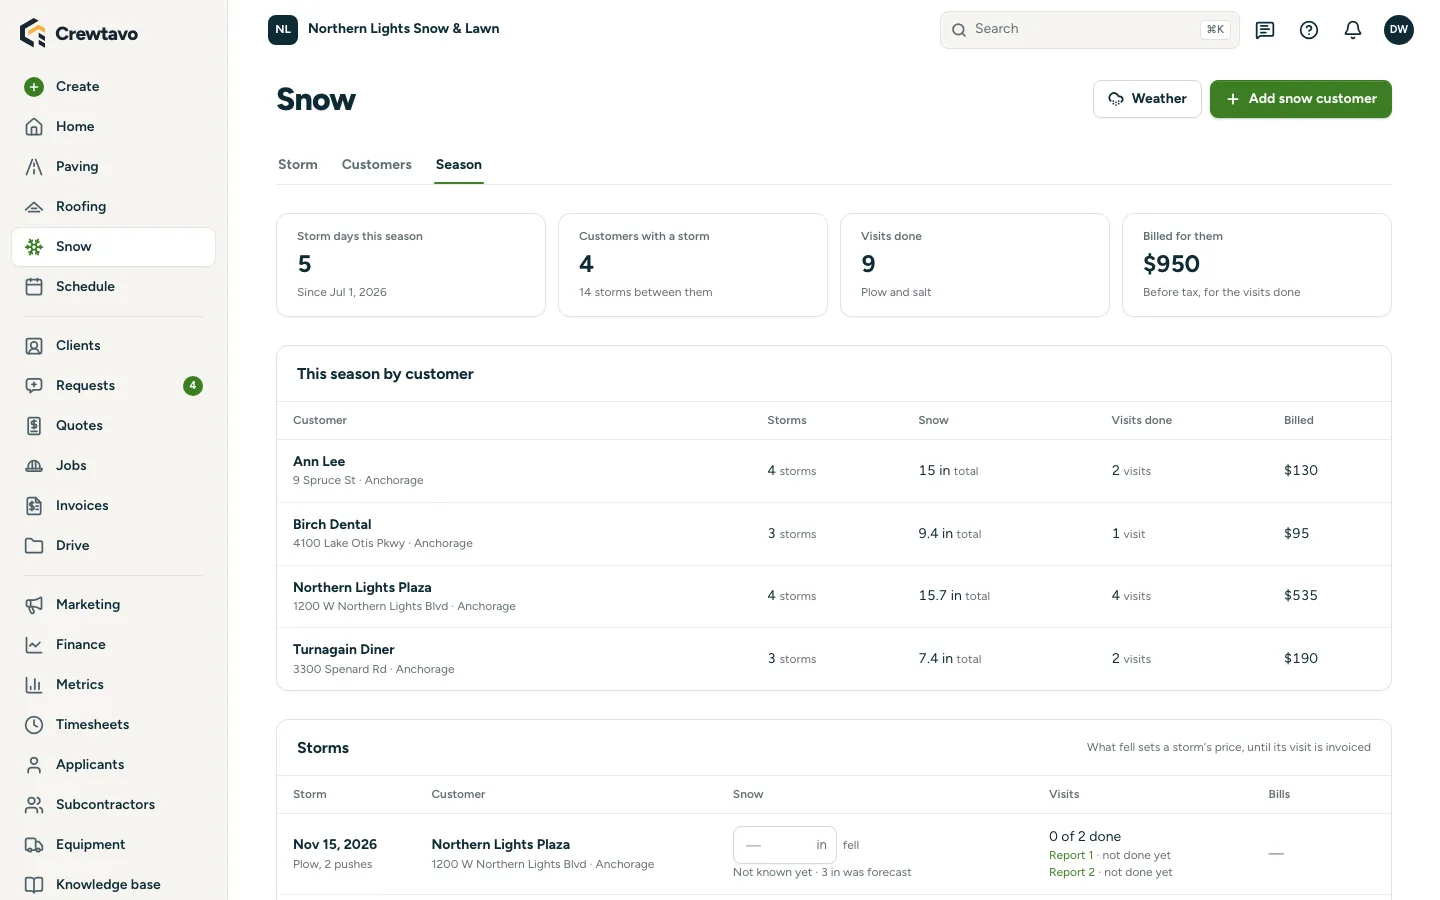 Crewtavo
NL
Northern Lights Snow & Lawn
Search
⌘K
DW
Create
Home
Paving
Roofing
Snow
Schedule
Clients
Requests
4
Quotes
Jobs
Invoices
Drive
Marketing
Finance
Metrics
Timesheets
Applicants
Subcontractors
Equipment
Knowledge base
Snow
Weather
Add snow customer
Storm
Customers
Season
Storm days this season
5
Since Jul 1, 2026
Customers with a storm
4
14 storms between them
Visits done
9
Plow and salt
Billed for them
$950
Before tax, for the visits done
This season by customer
Customer Storms Snow Visits done Billed
Ann Lee
9 Spruce St · Anchorage
4 storms 15 in total 2 visits $130
Birch Dental
4100 Lake Otis Pkwy · Anchorage
3 storms 9.4 in total 1 visit $95
Northern Lights Plaza
1200 W Northern Lights Blvd · Anchorage
4 storms 15.7 in total 4 visits $535
Turnagain Diner
3300 Spenard Rd · Anchorage
3 storms 7.4 in total 2 visits $190
Storms
What fell sets a storm's price, until its visit is invoiced
Storm Customer Snow Visits Bills
Nov 15, 2026
Plow, 2 pushes
Northern Lights Plaza
1200 W Northern Lights Blvd · Anchorage
— in fell
Not known yet · 3 in was forecast
0 of 2 done
Report 1 · not done yet
Report 2 · not done yet
—